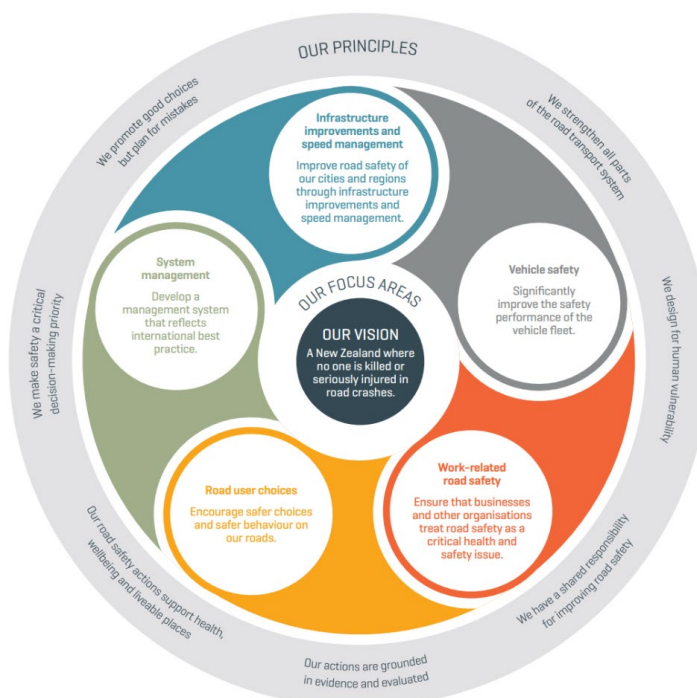 OUR PRINCIPLES
We promote good choices
but plan for mistakes
We strengthen all parts
of the road transport system
We design for human vulnerability
We have a shared responsibility
for improving road safety
Our actions are grounded
in evidence and evaluated
Our road safety actions support health,
wellbeing and liveable places
We make safety a critical
decision-making priority
Infrastructure
improvements and
speed management
Improve road safety of
our cities and regions
through infrastructure
improvements and
speed management.
Vehicle safety
Significantly
improve the safety
performance of the
vehicle fleet.
Work-related
road safety
Ensure that businesses
and other organisations
treat road safety as a
critical health and
safety issue.
Road user choices
Encourage safer choices
and safer behaviour on
our roads.
System
management
Develop a
management system
that reflects
international best
practice.
OUR FOCUS AREAS
OUR VISION
A New Zealand where
no one is killed or
seriously injured in
road crashes.